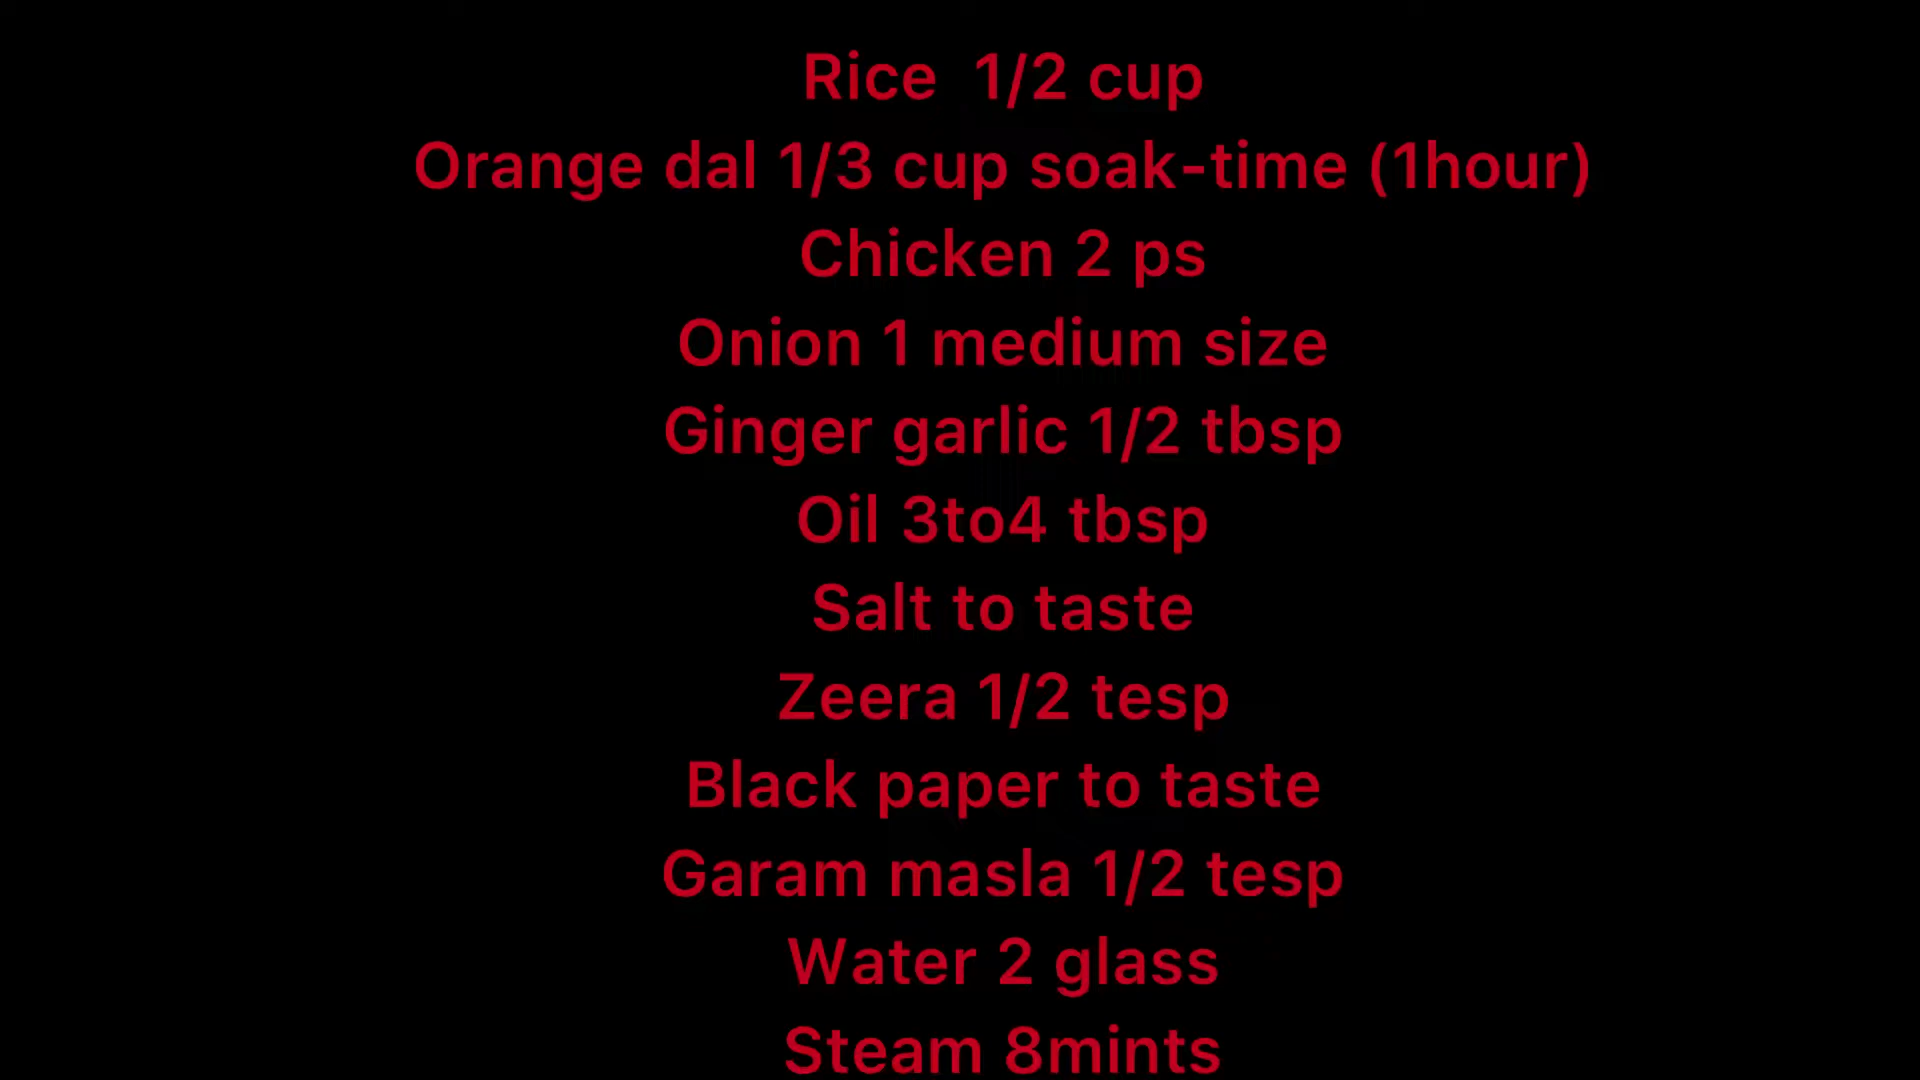 Rice  1/2 cup
Orange dal 1/3 cup soak-time (1hour)
Chicken 2 ps
Onion 1 medium size
Ginger garlic 1/2 tbsp
Oil 3to4 tbsp
Salt to taste
Zeera 1/2 tesp
Black paper to taste
Garam masla 1/2 tesp
Water 2 glass
Steam 8mints